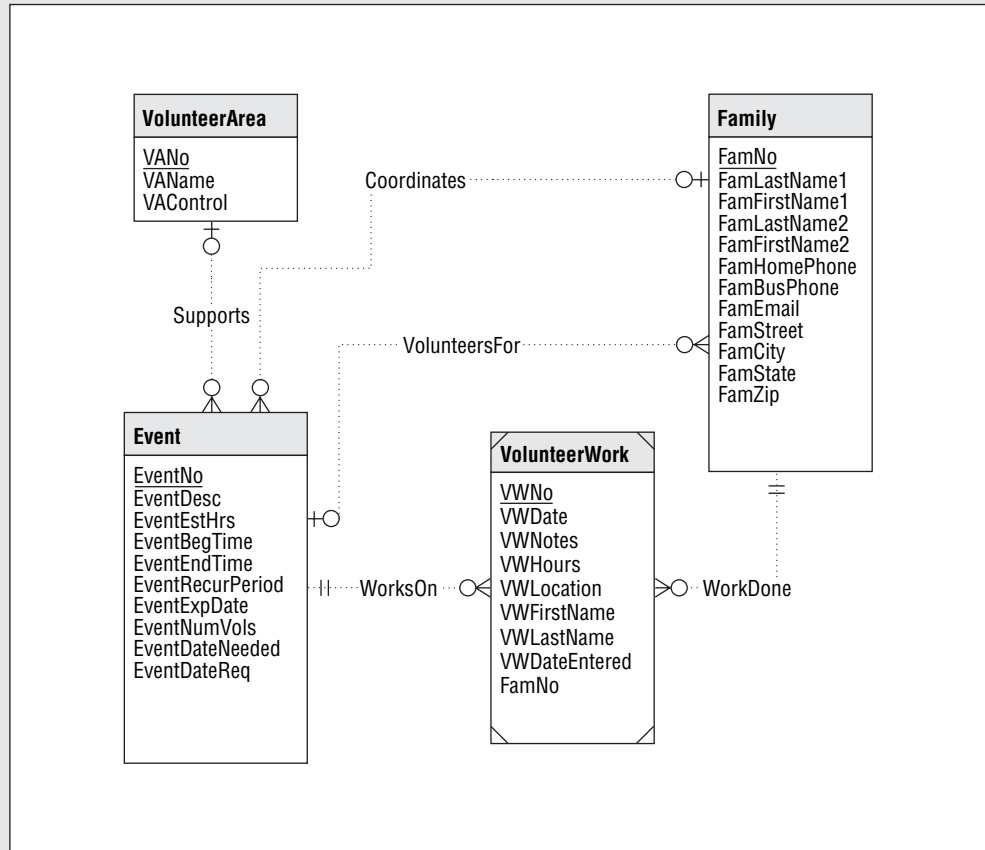 VolunteerArea
VANo
VAName
VAControl
Family
FamNo
FamLastName1
FamFirstName1
FamLastName2
FamFirstName2
FamHomePhone
FamBusPhone
FamEmail
FamStreet
FamCity
FamState
FamZip
Coordinates
Supports
VolunteersFor
Event
EventNo
EventDesc
EventEstHrs
EventBegTime
EventEndTime
EventRecurPeriod
EventExpDate
EventNumVols
EventDateNeeded
EventDateReq
WorksOn
VolunteerWork
VWNo
VWDate
VWNotes
VWHours
VWLocation
VWFirstName
VWLastName
VWDateEntered
FamNo
WorkDone